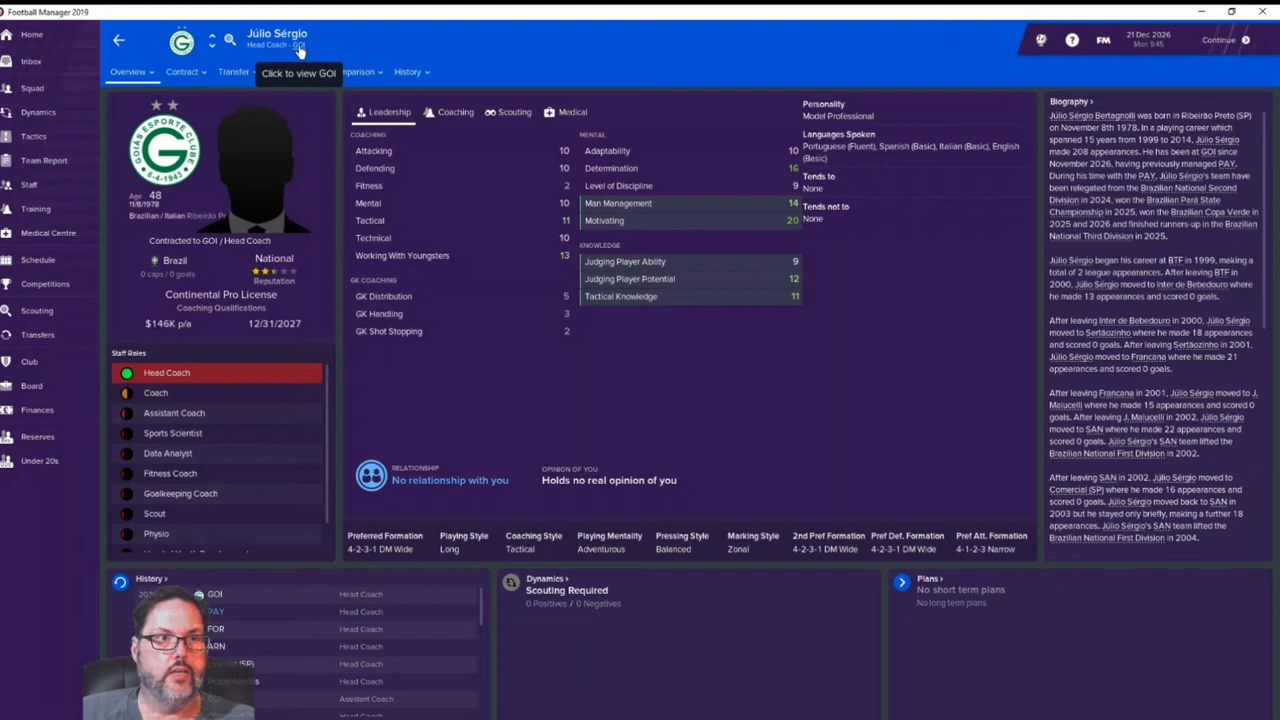 Football Manager 2019
Home
Inbox
Squad
Dynamics
Tactics
Team Report
Staff
Training
Medical Centre
Schedule
Competitions
Scouting
Transfers
Club
Board
Finances
Reserves
Under 20s
Júlio Sérgio
Head Coach - GOI
21 Dec 2026
Mon 9:45
FM
Continue
Overview
Contract
Transfer
Click to view GOI
mparison
History
GOIÁS ESPORTE CLUBE
6-4-1943
Age 48
11/8/1978
Brazilian / Italian Ribeirão Pr
Contracted to GOI / Head Coach
Brazil
0 caps / 0 goals
National
Reputation
Continental Pro License
Coaching Qualifications
$146K p/a
12/31/2027
Staff Roles
Head Coach
Coach
Assistant Coach
Sports Scientist
Data Analyst
Fitness Coach
Goalkeeping Coach
Scout
Physio
Leadership
Coaching
Scouting
Medical
COACHING
Attacking 10
Defending 10
Fitness 2
Mental 10
Tactical 11
Technical 10
Working With Youngsters 13
GK COACHING
GK Distribution 5
GK Handling 3
GK Shot Stopping 2
MENTAL
Adaptability 10
Determination 16
Level of Discipline 9
Man Management 14
Motivating 20
KNOWLEDGE
Judging Player Ability 9
Judging Player Potential 12
Tactical Knowledge 11
Personality
Model Professional
Languages Spoken
Portuguese (Fluent), Spanish (Basic), Italian (Basic), English
(Basic)
Tends to
None
Tends not to
None
RELATIONSHIP
No relationship with you
OPINION OF YOU
Holds no real opinion of you
Preferred Formation
4-2-3-1 DM Wide
Playing Style
Long
Coaching Style
Tactical
Playing Mentality
Adventurous
Pressing Style
Balanced
Marking Style
Zonal
2nd Pref Formation
4-2-3-1 DM Wide
Pref Def. Formation
4-2-3-1 DM Wide
Pref Att. Formation
4-1-2-3 Narrow
Biography
Júlio Sérgio Bertagnolli was born in Ribeirão Preto (SP)
on November 8th 1978. In a playing career which
spanned 15 years from 1999 to 2014, Júlio Sérgio
made 208 appearances. He has been at GOI since
November 2026, having previously managed PAY.
During his time with the PAY, Júlio Sérgio's team have
been relegated from the Brazilian National Second
Division in 2024, won the Brazilian Pará State
Championship in 2025, won the Brazilian Copa Verde in
2025 and 2026 and finished runners-up in the Brazilian
National Third Division in 2025.
Júlio Sérgio began his career at BTF in 1999, making a
total of 2 league appearances. After leaving BTF in
2000, Júlio Sérgio moved to Inter de Bebedouro where
he made 13 appearances and scored 0 goals.
After leaving Inter de Bebedouro in 2000, Júlio Sérgio
moved to Sertãozinho where he made 18 appearances
and scored 0 goals. After leaving Sertãozinho in 2001,
Júlio Sérgio moved to Francana where he made 21
appearances and scored 0 goals.
After leaving Francana in 2001, Júlio Sérgio moved to J.
Malucelli where he made 15 appearances and scored 0
goals. After leaving J. Malucelli in 2002, Júlio Sérgio
moved to SAN where he made 22 appearances and
scored 0 goals. Júlio Sérgio's SAN team lifted the
Brazilian National First Division in 2002.
After leaving SAN in 2002, Júlio Sérgio moved to
Comercial (SP) where he made 16 appearances and
scored 0 goals. Júlio Sérgio moved back to SAN in
2003 but he stayed only briefly, making a further 18
appearances. Júlio Sérgio's SAN team lifted the
Brazilian National First Division in 2004.
History
GOI Head Coach
PAY Head Coach
FOR Head Coach
ARN Head Coach
(SP) Head Coach
Head Coach
Assistant Coach
Dynamics
Scouting Required
0 Positives / 0 Negatives
Plans
No short term plans
No long term plans